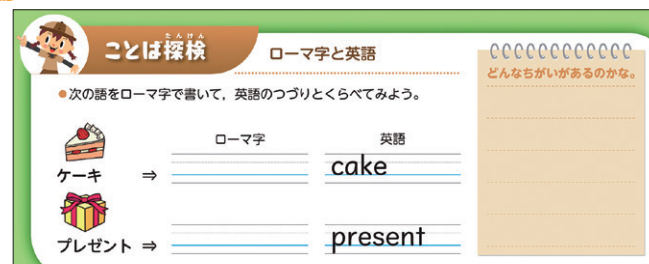 ことば探検
たんけん
ローマ字と英語
どんなちがいがあるのかな。
●次の語をローマ字で書いて，英語のつづりとくらべてみよう。
ローマ字 英語
ケーキ ⇒ cake
プレゼント ⇒ present